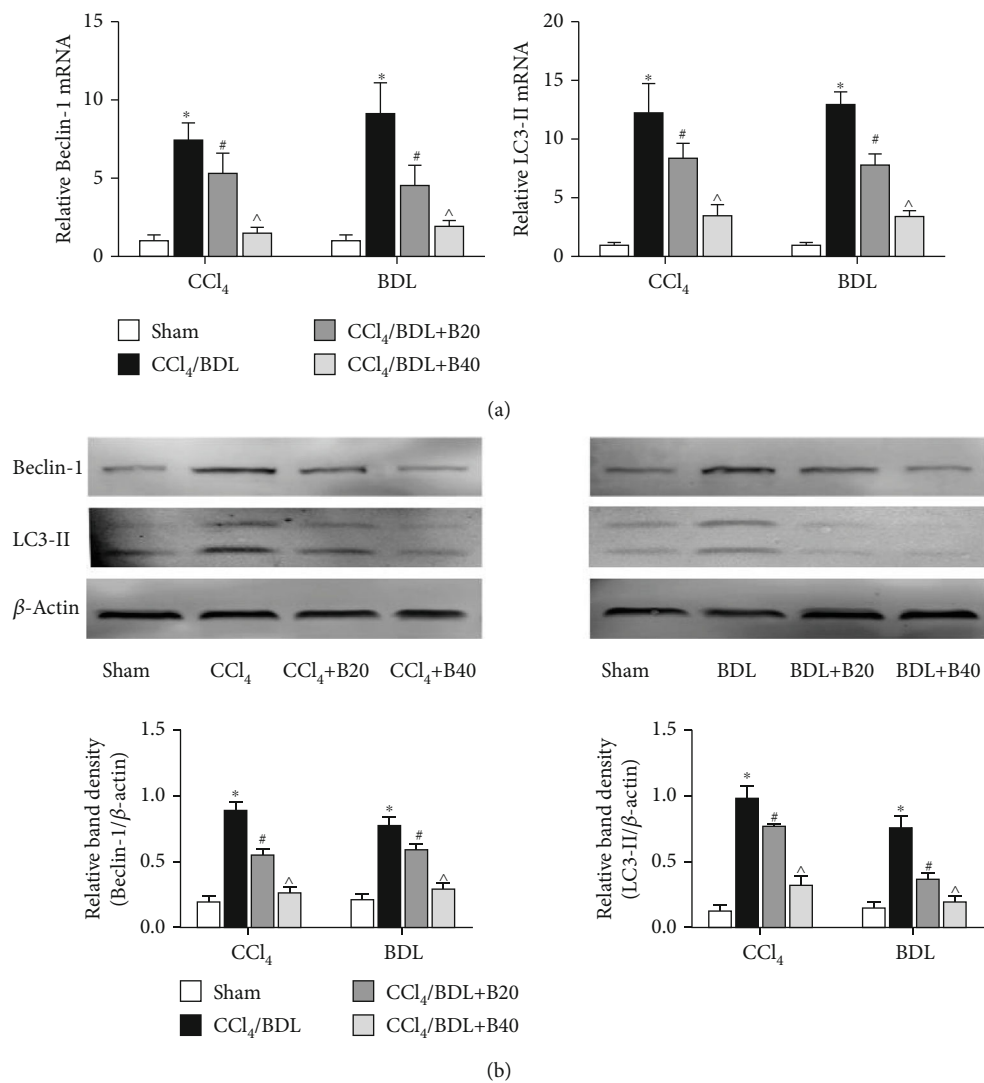 Relative Beclin-1 mRNA
15
10
5
0
*
#
^
*
#
^
CCl₄
BDL
Relative LC3-II mRNA
20
15
10
5
0
*
#
^
*
#
^
CCl₄
BDL
Sham
CCl₄/BDL+B20
CCl₄/BDL
CCl₄/BDL+B40
(a)
Beclin-1
LC3-II
β-Actin
Sham CCl₄ CCl₄+B20 CCl₄+B40
Sham BDL BDL+B20 BDL+B40
Relative band density
(Beclin-1/β-actin)
1.5
1.0
0.5
0.0
*
#
^
*
#
^
CCl₄
BDL
Relative band density
(LC3-II/β-actin)
1.5
1.0
0.5
0.0
*
#
^
*
#
^
CCl₄
BDL
Sham
CCl₄/BDL+B20
CCl₄/BDL
CCl₄/BDL+B40
(b)